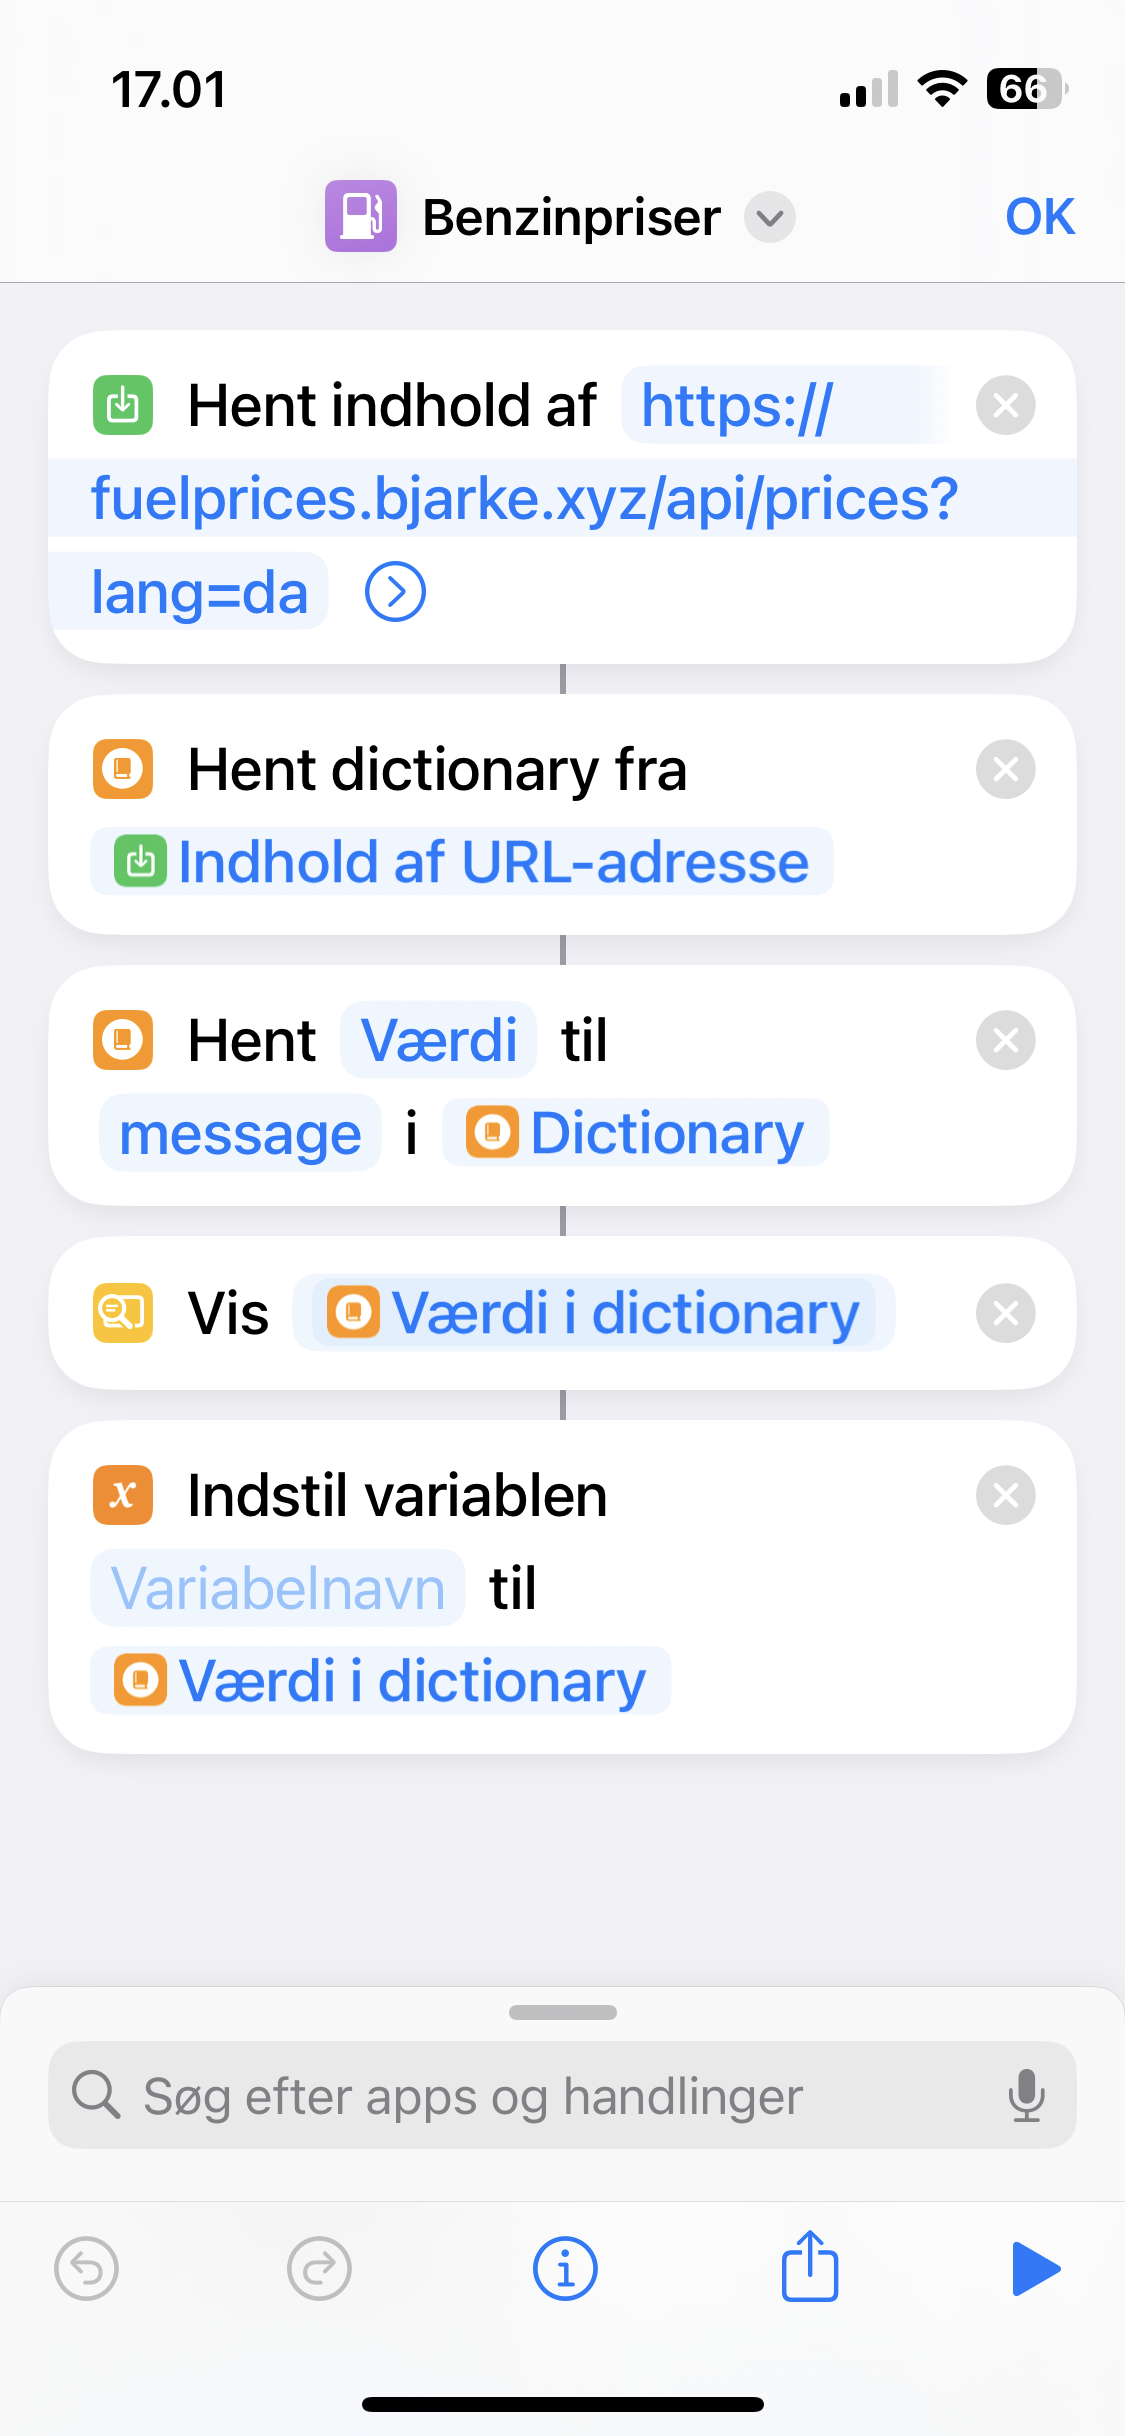 17.01
66
Benzinpriser
OK
Hent indhold af https://
fuelprices.bjarke.xyz/api/prices?
lang=da
Hent dictionary fra
Indhold af URL-adresse
Hent Værdi til
message i Dictionary
Vis Værdi i dictionary
Indstil variablen
Variabelnavn til
Værdi i dictionary
Søg efter apps og handlinger